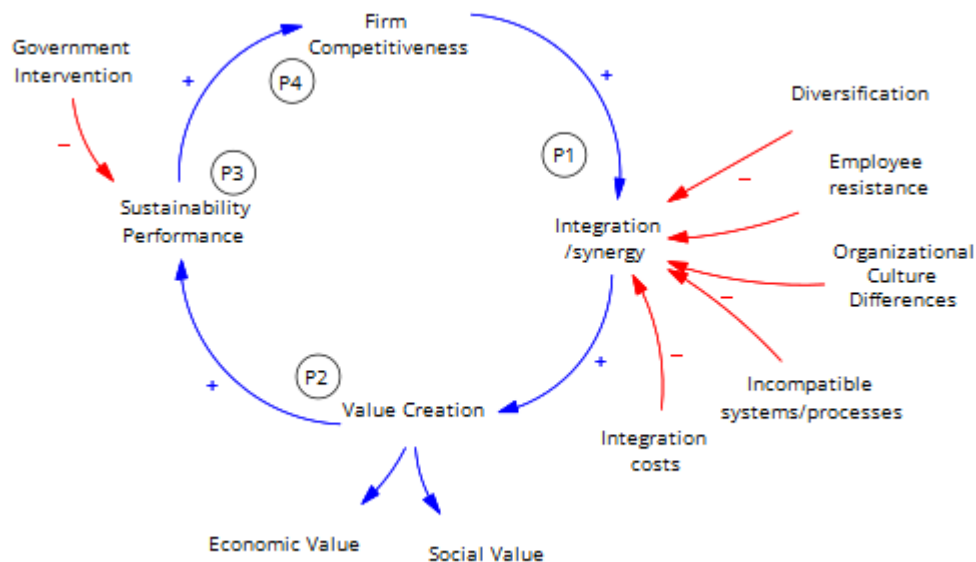 Firm
Competitiveness
Government
Intervention
+
+
P4
Diversification
−
P1
Employee
resistance
P3
−
Sustainability
Performance
Integration
/synergy
Organizational
Culture
Differences
−
+
−
P2
+
Value Creation
Incompatible
systems/processes
Integration
costs
Economic Value
Social Value